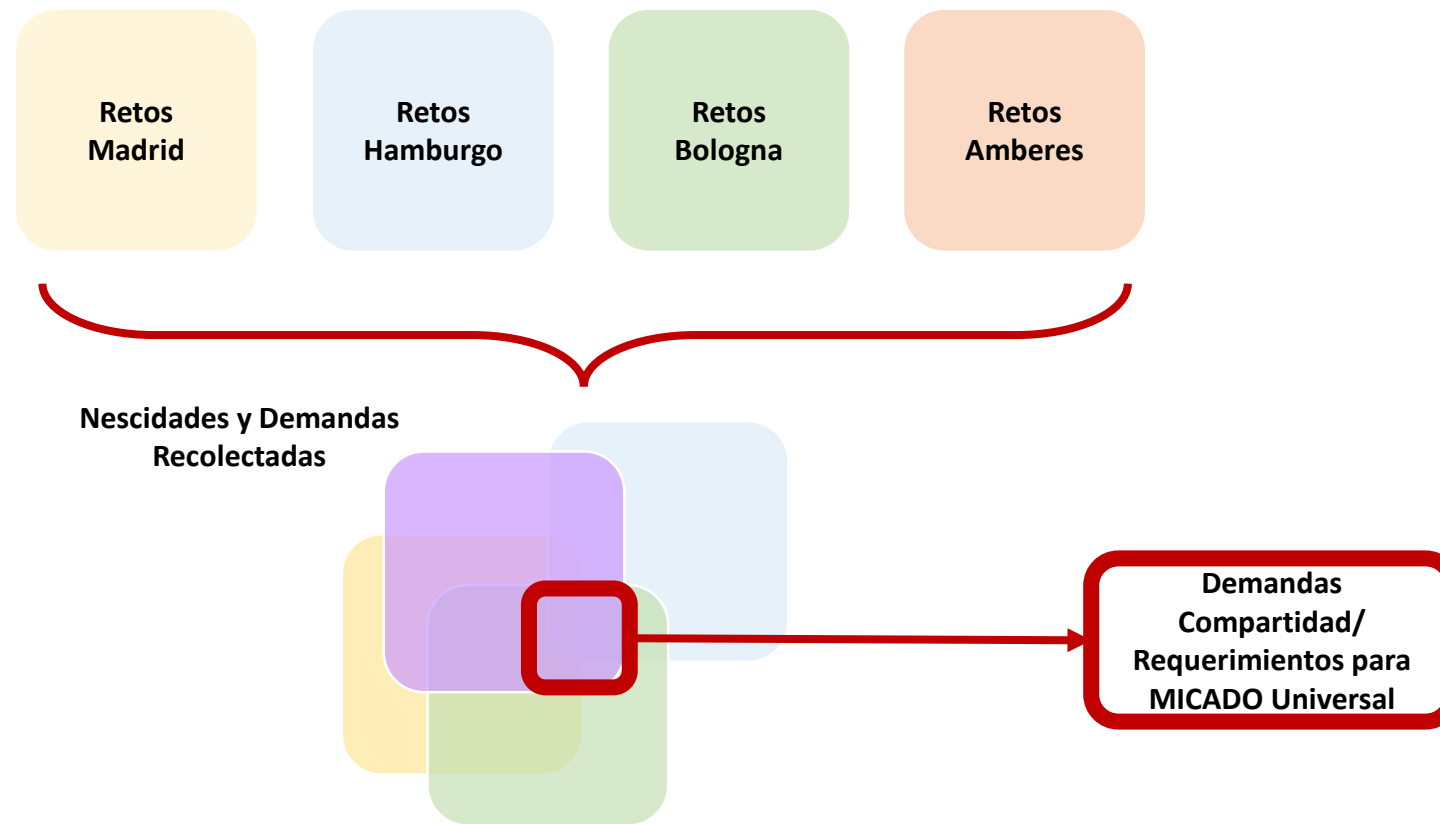 Retos
Madrid
Retos
Hamburgo
Retos
Bologna
Retos
Amberes
Nescidades y Demandas
Recolectadas
Demandas
Compartidad/
Requerimientos para
MICADO Universal